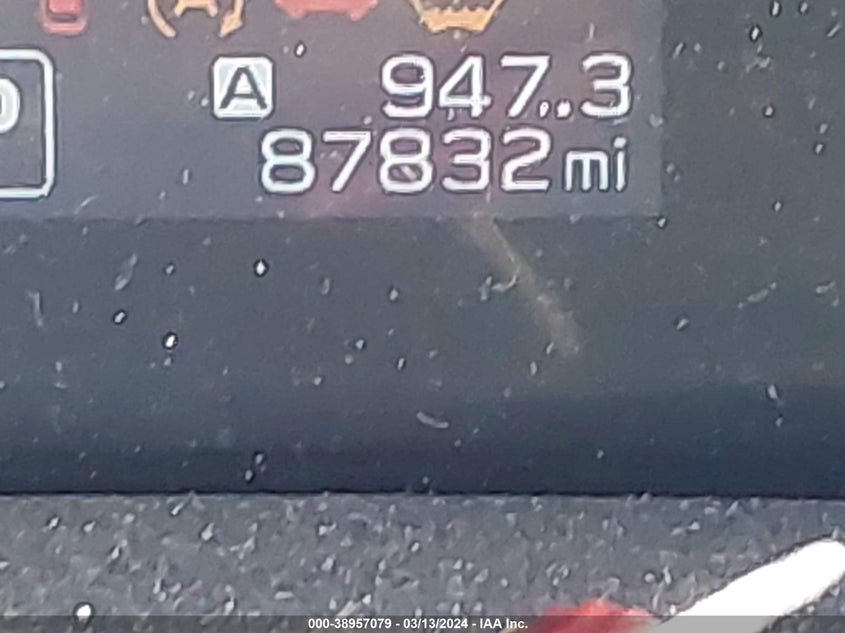 A 947.3
87832mi
000-38957079 - 03/13/2024 - IAA Inc.